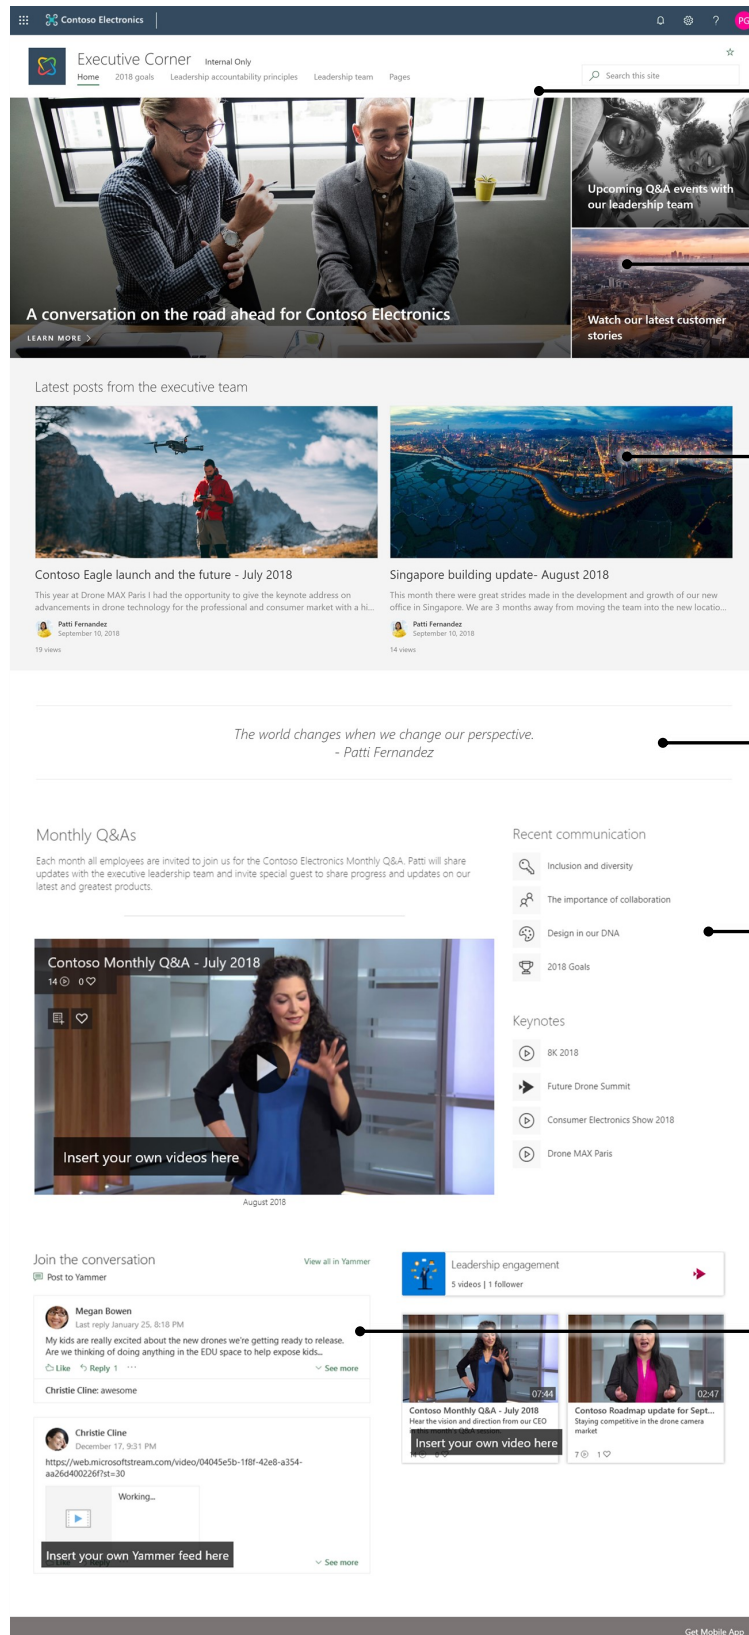 Contoso Electronics
PG
Executive Corner Internal Only
Home 2018 goals Leadership accountability principles Leadership team Pages
Search this site
Upcoming Q&A events with
our leadership team
A conversation on the road ahead for Contoso Electronics
LEARN MORE
Watch our latest customer
stories
Latest posts from the executive team
Contoso Eagle launch and the future - July 2018
This year at Drone MAX Paris I had the opportunity to give the keynote address on
advancements in drone technology for the professional and consumer market with a hi...
Patti Fernandez
September 10, 2018
19 views
Singapore building update- August 2018
This month there were great strides made in the development and growth of our new
office in Singapore. We are 3 months away from moving the team into the new locatio...
Patti Fernandez
September 10, 2018
14 views
The world changes when we change our perspective.
- Patti Fernandez
Monthly Q&As
Each month all employees are invited to join us for the Contoso Electronics Monthly Q&A. Patti will share
updates with the executive leadership team and invite special guest to share progress and updates on our
latest and greatest products.
Contoso Monthly Q&A - July 2018
14 0
Insert your own videos here
August 2018
Recent communication
Inclusion and diversity
The importance of collaboration
Design in our DNA
2018 Goals
Keynotes
8K 2018
Future Drone Summit
Consumer Electronics Show 2018
Drone MAX Paris
Join the conversation
View all in Yammer
Post to Yammer
Megan Bowen
Last reply January 25, 8:18 PM
My kids are really excited about the new drones we're getting ready to release.
Are we thinking of doing anything in the EDU space to help expose kids...
Like Reply 1 ... See more
Christie Cline: awesome
Christie Cline
December 17, 9:31 PM
https://web.microsoftstream.com/video/04045e5b-1f8f-42e8-a354-
aa26d400226f?st=30
Working...
Insert your own Yammer feed here
See more
Leadership engagement
5 videos | 1 follower
07:44
Contoso Monthly Q&A - July 2018
Hear the vision and direction from our CEO
in this month's Q&A session.
Insert your own video here
02:47
Contoso Roadmap update for Sept...
Staying competitive in the drone camera
market
7 1
Get Mobile App